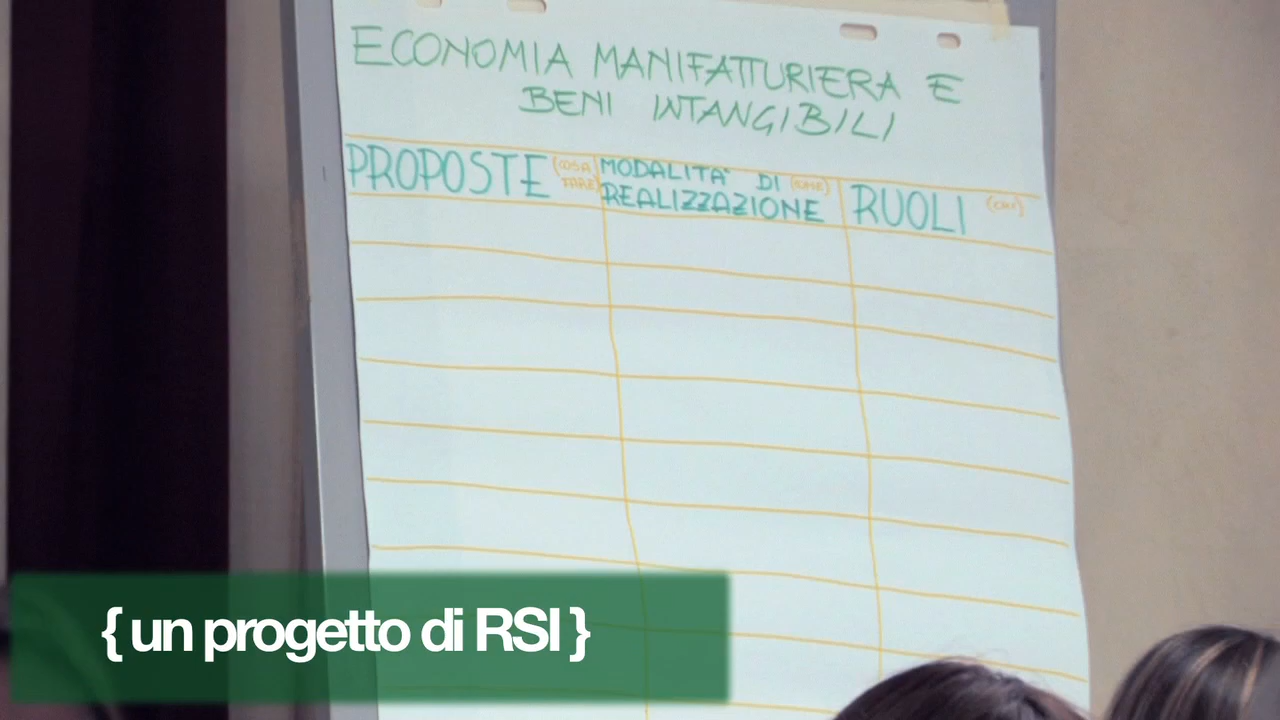 ECONOMIA MANIFATTURIERA E
BENI INTANGIBILI
PROPOSTE (COSA FARE)
MODALITA' DI (COME)
REALIZZAZIONE
RUOLI (CHI)
{ un progetto di RSI }